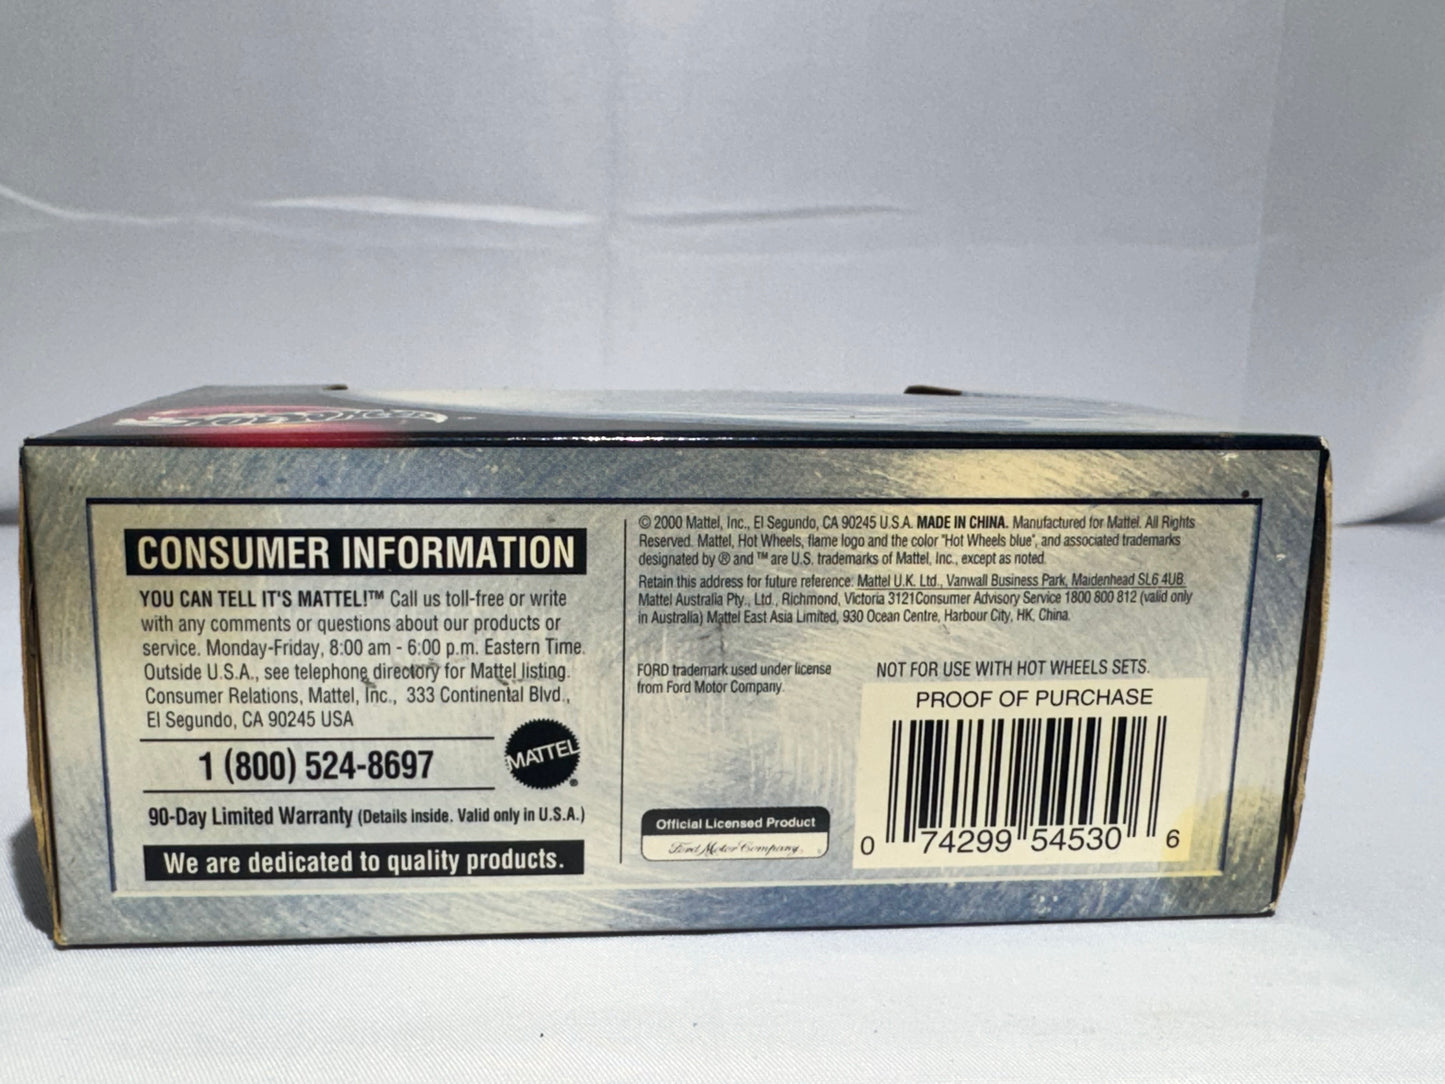 HOT WHEELS
CONSUMER INFORMATION
YOU CAN TELL IT'S MATTEL!™ Call us toll-free or write
with any comments or questions about our products or
service. Monday-Friday, 8:00 am - 6:00 p.m. Eastern Time.
Outside U.S.A., see telephone directory for Mattel listing.
Consumer Relations, Mattel, Inc., 333 Continental Blvd.,
El Segundo, CA 90245 USA
1 (800) 524-8697
MATTEL®
90-Day Limited Warranty (Details inside. Valid only in U.S.A.)
We are dedicated to quality products.
© 2000 Mattel, Inc., El Segundo, CA 90245 U.S.A. MADE IN CHINA. Manufactured for Mattel. All Rights
Reserved. Mattel, Hot Wheels, flame logo and the color "Hot Wheels blue", and associated trademarks
designated by ® and ™ are U.S. trademarks of Mattel, Inc., except as noted.
Retain this address for future reference: Mattel U.K. Ltd., Vanwall Business Park, Maidenhead SL6 4UB.
Mattel Australia Pty., Ltd., Richmond, Victoria 3121Consumer Advisory Service 1800 800 812 (valid only
in Australia) Mattel East Asia Limited, 930 Ocean Centre, Harbour City, HK, China.
FORD trademark used under license
from Ford Motor Company.
Official Licensed Product
Ford Motor Company
NOT FOR USE WITH HOT WHEELS SETS.
PROOF OF PURCHASE
0 74299 54530 6